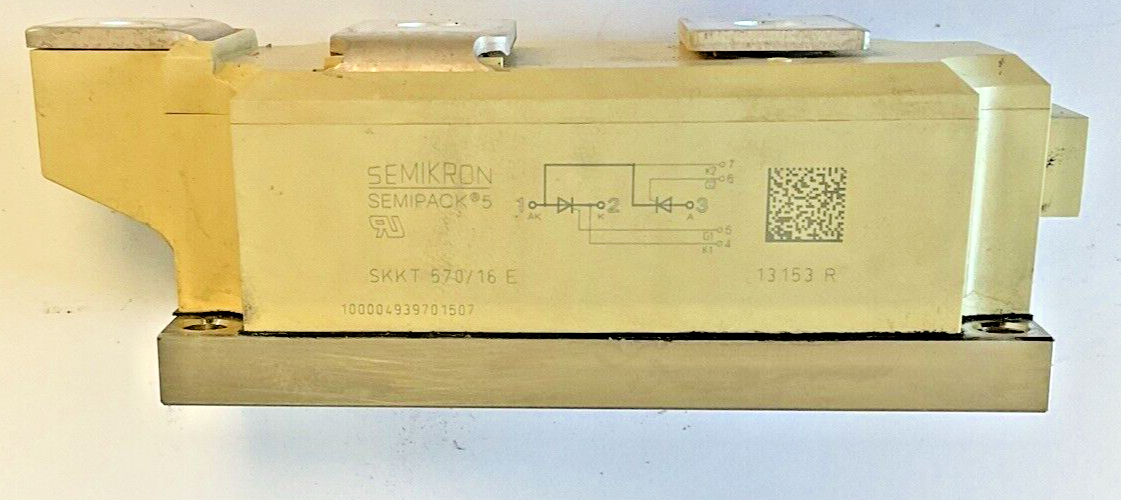 SEMIKRON
SEMIPACK®5
RU
SKKT 570/16 E
100004939701507
1 AK K 2 A 3
K2 7
G2 6
G1 5
K1 4
13153 R